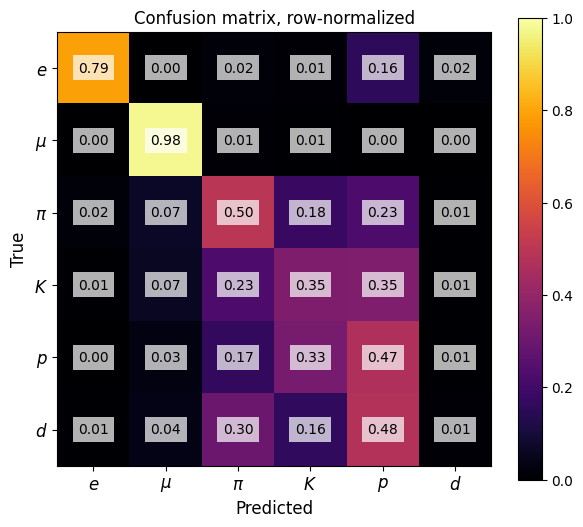 Confusion matrix, row-normalized
1.0
e 0.79 0.00 0.02 0.01 0.16 0.02
0.8
μ 0.00 0.98 0.01 0.01 0.00 0.00
π 0.02 0.07 0.50 0.18 0.23 0.01
0.6
True
K 0.01 0.07 0.23 0.35 0.35 0.01
0.4
p 0.00 0.03 0.17 0.33 0.47 0.01
0.2
d 0.01 0.04 0.30 0.16 0.48 0.01
0.0
e μ π K p d
Predicted